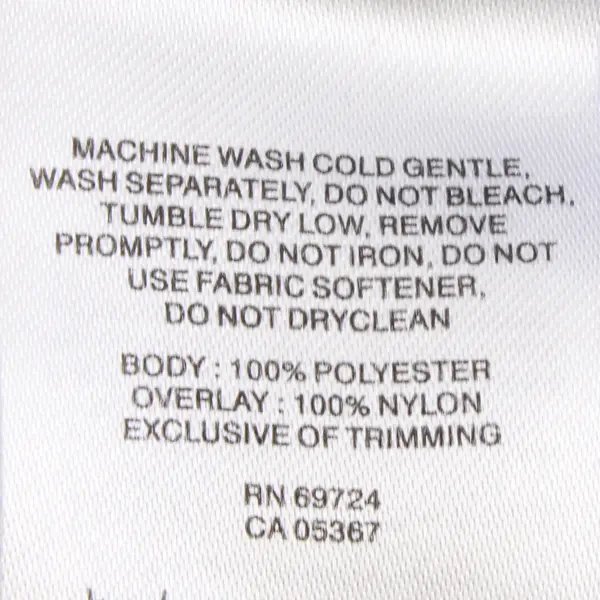 MACHINE WASH COLD GENTLE,
WASH SEPARATELY, DO NOT BLEACH,
TUMBLE DRY LOW, REMOVE
PROMPTLY, DO NOT IRON, DO NOT
USE FABRIC SOFTENER,
DO NOT DRYCLEAN
BODY : 100% POLYESTER
OVERLAY : 100% NYLON
EXCLUSIVE OF TRIMMING
RN 69724
CA 05367